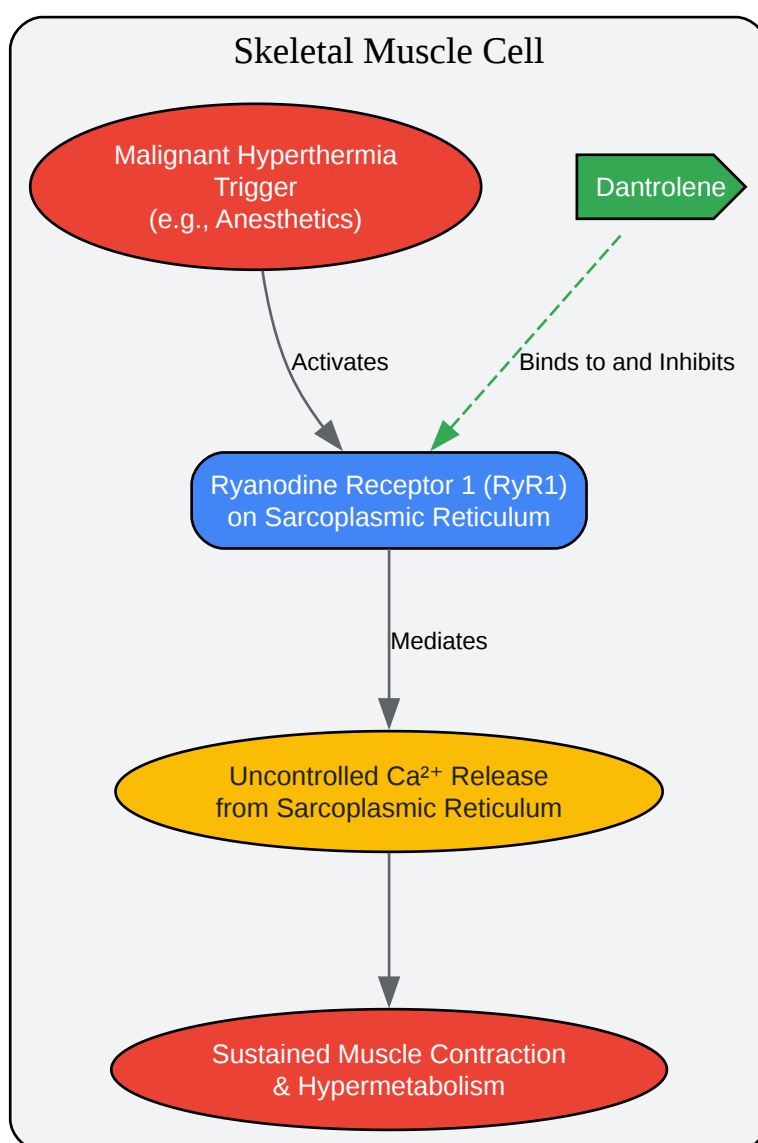 Skeletal Muscle Cell
Malignant Hyperthermia
Trigger
(e.g., Anesthetics)
Dantrolene
Activates
Binds to and Inhibits
Ryanodine Receptor 1 (RyR1)
on Sarcoplasmic Reticulum
Mediates
Uncontrolled Ca²⁺ Release
from Sarcoplasmic Reticulum
Sustained Muscle Contraction
& Hypermetabolism